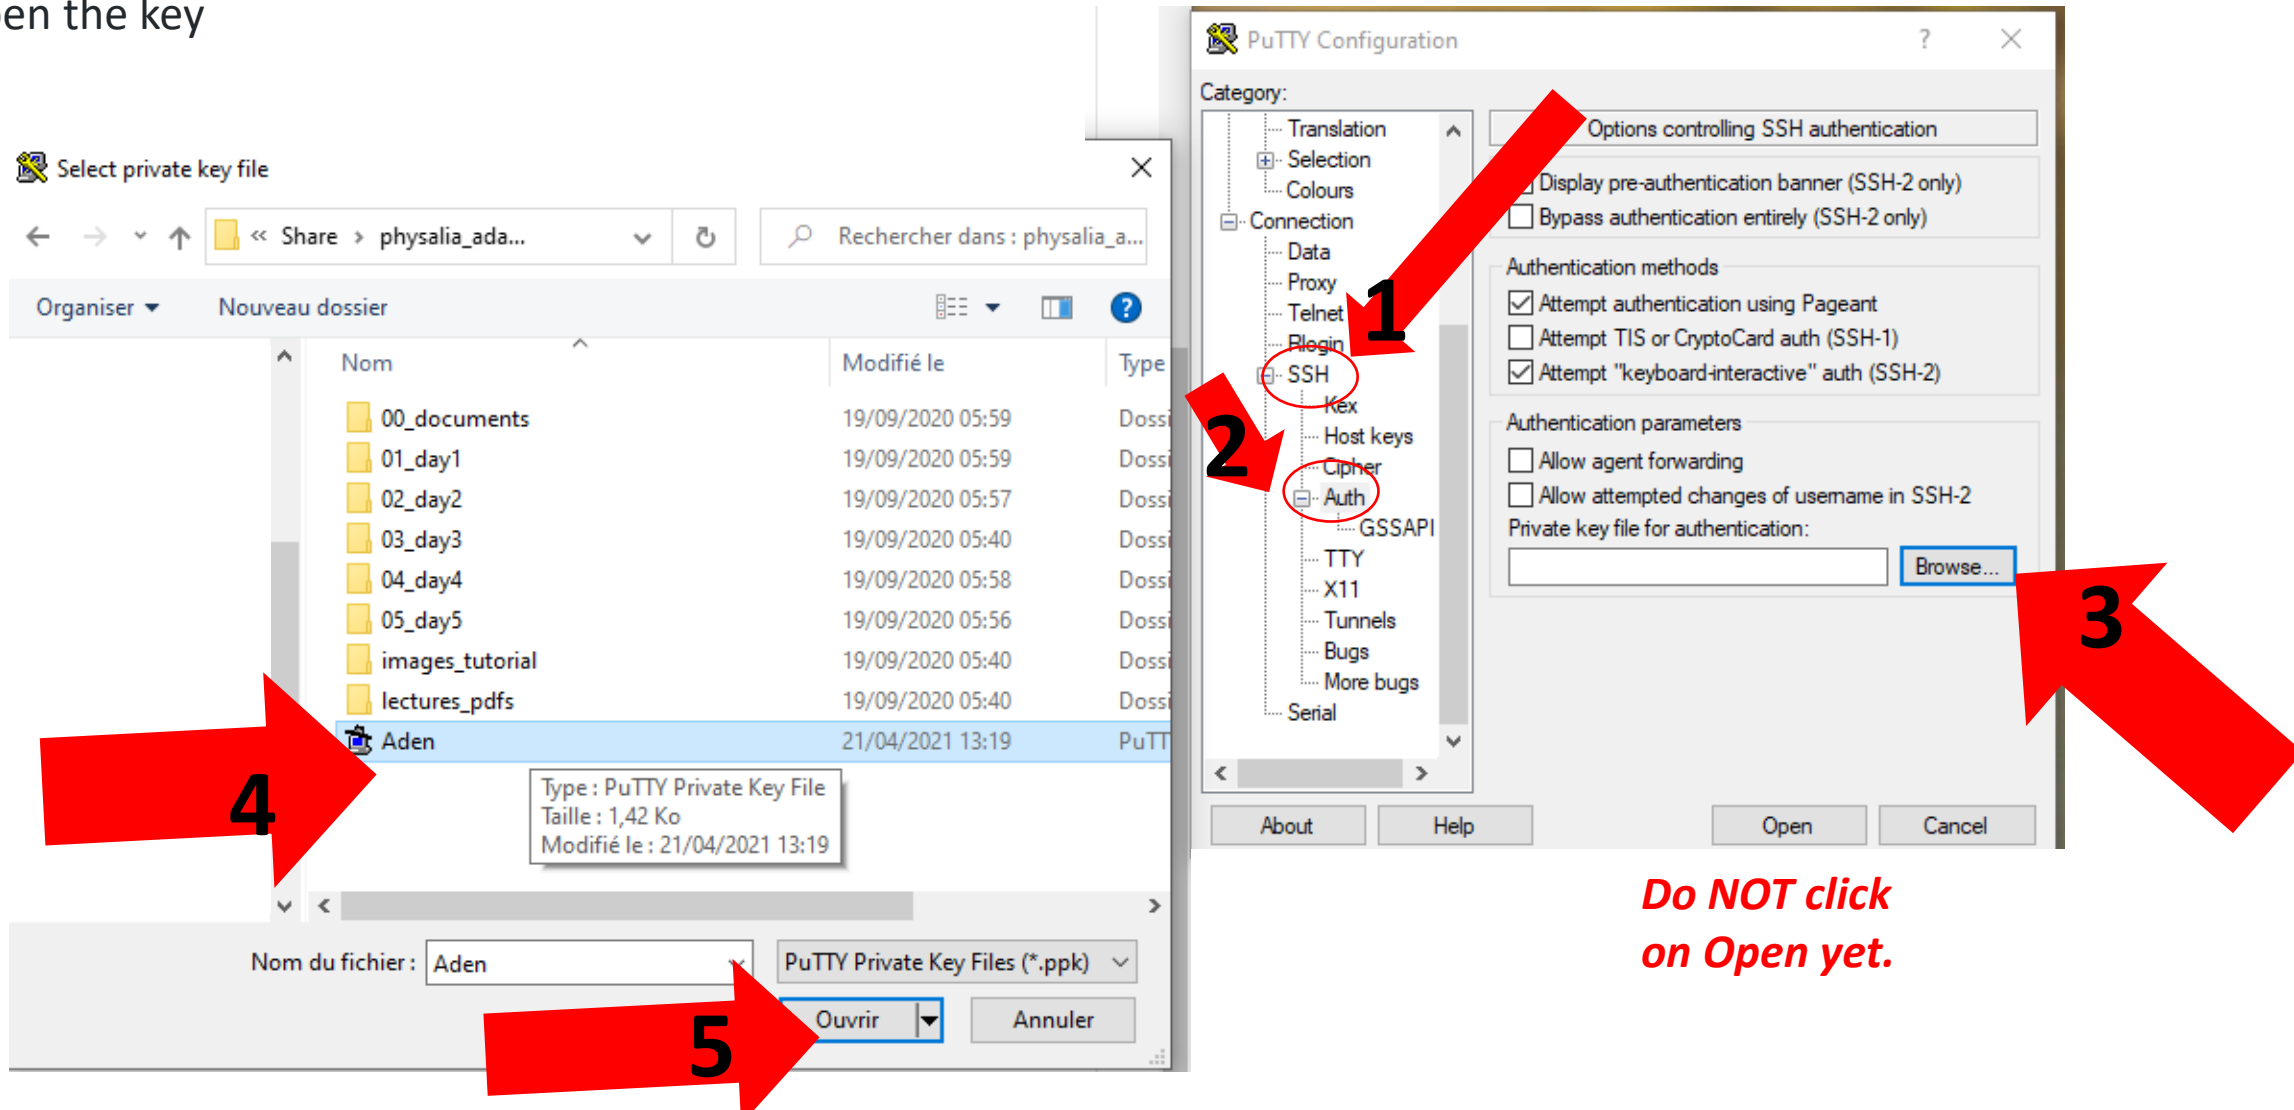 en the key
Select private key file
« Share › physalia_ada...
Rechercher dans : physalia_a...
Organiser
Nouveau dossier
Nom
Modifié le
Type
00_documents 19/09/2020 05:59 Dossi
01_day1 19/09/2020 05:59 Dossi
02_day2 19/09/2020 05:57 Dossi
03_day3 19/09/2020 05:40 Dossi
04_day4 19/09/2020 05:58 Dossi
05_day5 19/09/2020 05:56 Dossi
images_tutorial 19/09/2020 05:40 Dossi
lectures_pdfs 19/09/2020 05:40 Dossi
Aden 21/04/2021 13:19 PuTT
Type : PuTTY Private Key File
Taille : 1,42 Ko
Modifié le : 21/04/2021 13:19
4
Nom du fichier : Aden
PuTTY Private Key Files (*.ppk)
Ouvrir
Annuler
5
PuTTY Configuration
?
Category:
Translation
Selection
Colours
Connection
Data
Proxy
Telnet
Rlogin
SSH
Kex
Host keys
Cipher
Auth
GSSAPI
TTY
X11
Tunnels
Bugs
More bugs
Serial
1
2
Options controlling SSH authentication
Display pre-authentication banner (SSH-2 only)
Bypass authentication entirely (SSH-2 only)
Authentication methods
Attempt authentication using Pageant
Attempt TIS or CryptoCard auth (SSH-1)
Attempt "keyboard-interactive" auth (SSH-2)
Authentication parameters
Allow agent forwarding
Allow attempted changes of username in SSH-2
Private key file for authentication:
Browse...
3
About
Help
Open
Cancel
Do NOT click
on Open yet.